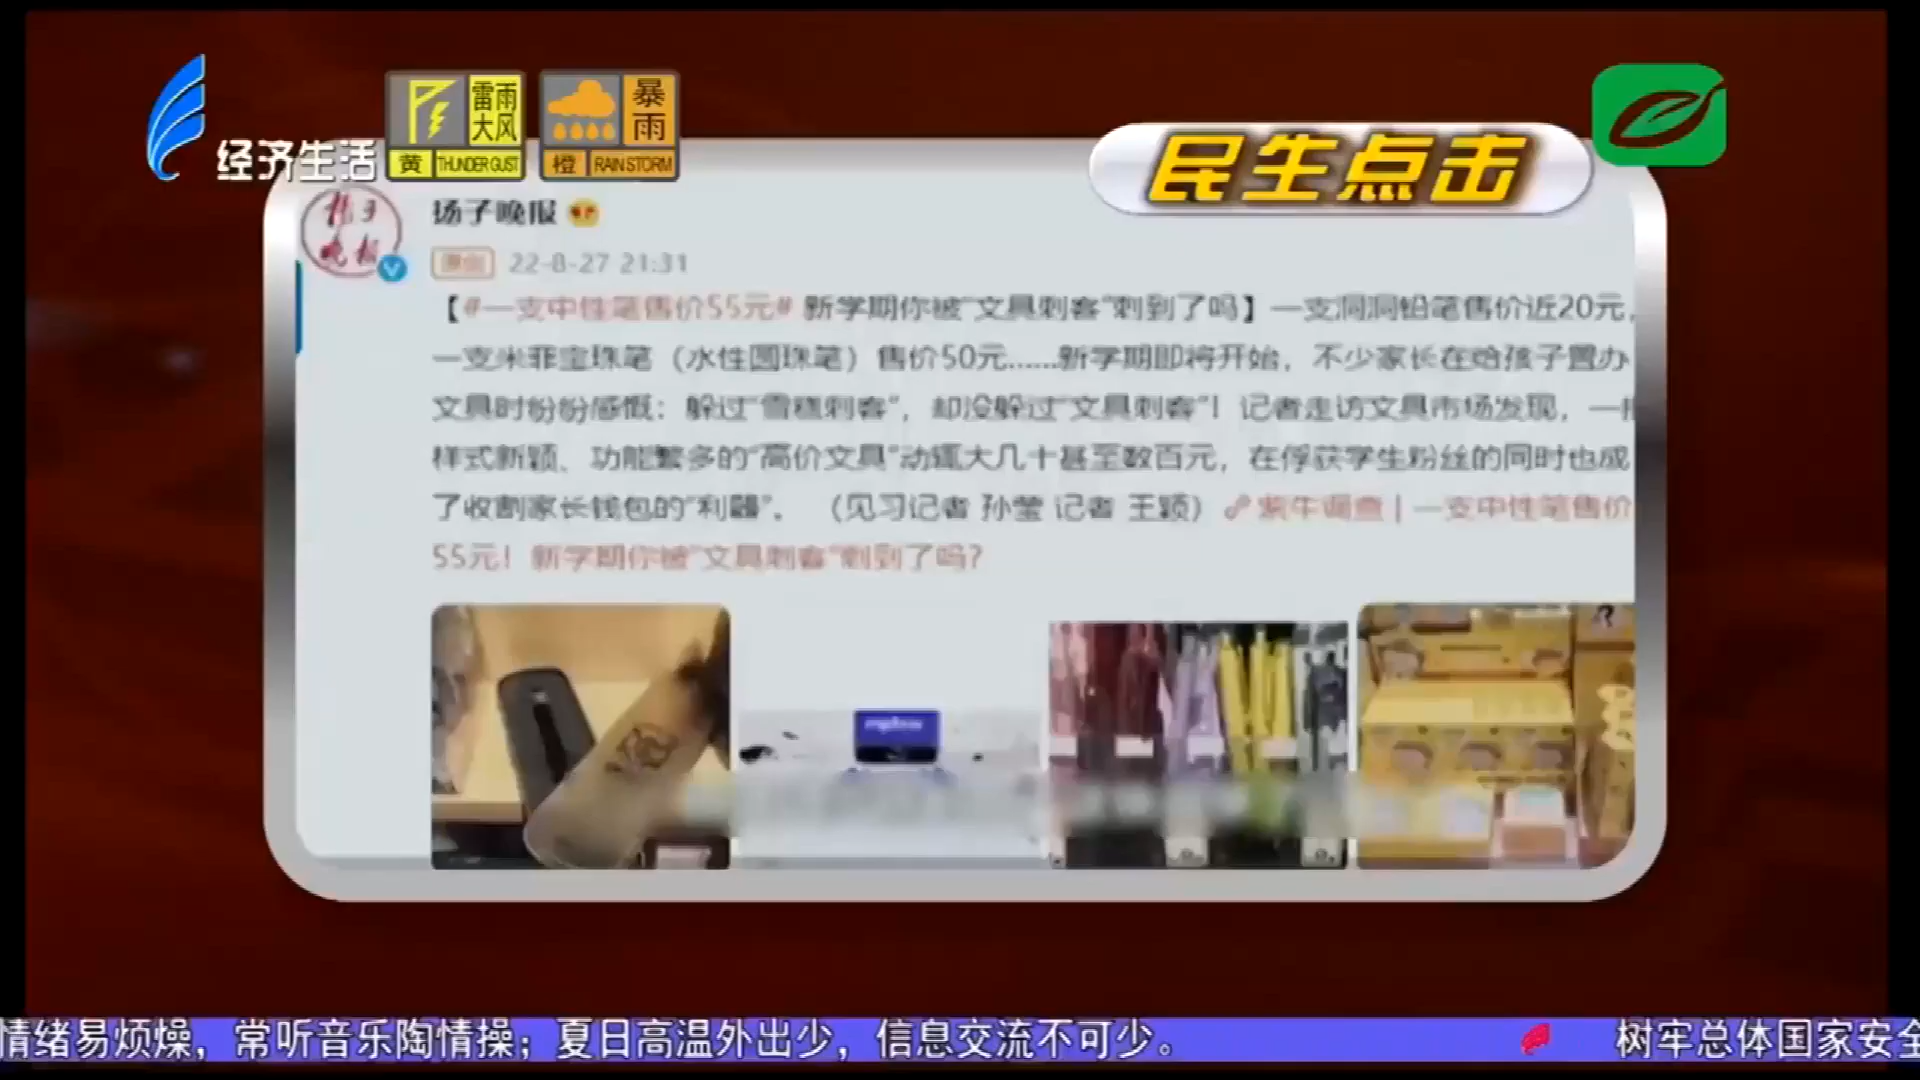 经济生活
雷雨大风
黄 THUNDER GUST
暴雨
橙 RAIN STORM
民生点击
扬子晚报
扬子晚报
原创 22-8-27 21:31
【#一支中性笔售价55元# 新学期你被“文具刺客”刺到了吗】一支洞洞铅笔售价近20元，
一支米菲宝珠笔（水性圆珠笔）售价50元……新学期即将开始，不少家长在给孩子置办
文具时纷纷感慨：躲过“雪糕刺客”，却没躲过“文具刺客”！记者走访文具市场发现，一
样式新颖、功能繁多的“高价文具”动辄大几十甚至数百元，在俘获学生粉丝的同时也成
了收割家长钱包的“利器”。（见习记者 孙莹 记者 王颖）紫牛调查 | 一支中性笔售价
55元！新学期你被“文具刺客”刺到了吗？
情绪易烦燥，常听音乐陶情操；夏日高温外出少，信息交流不可少。 树牢总体国家安全